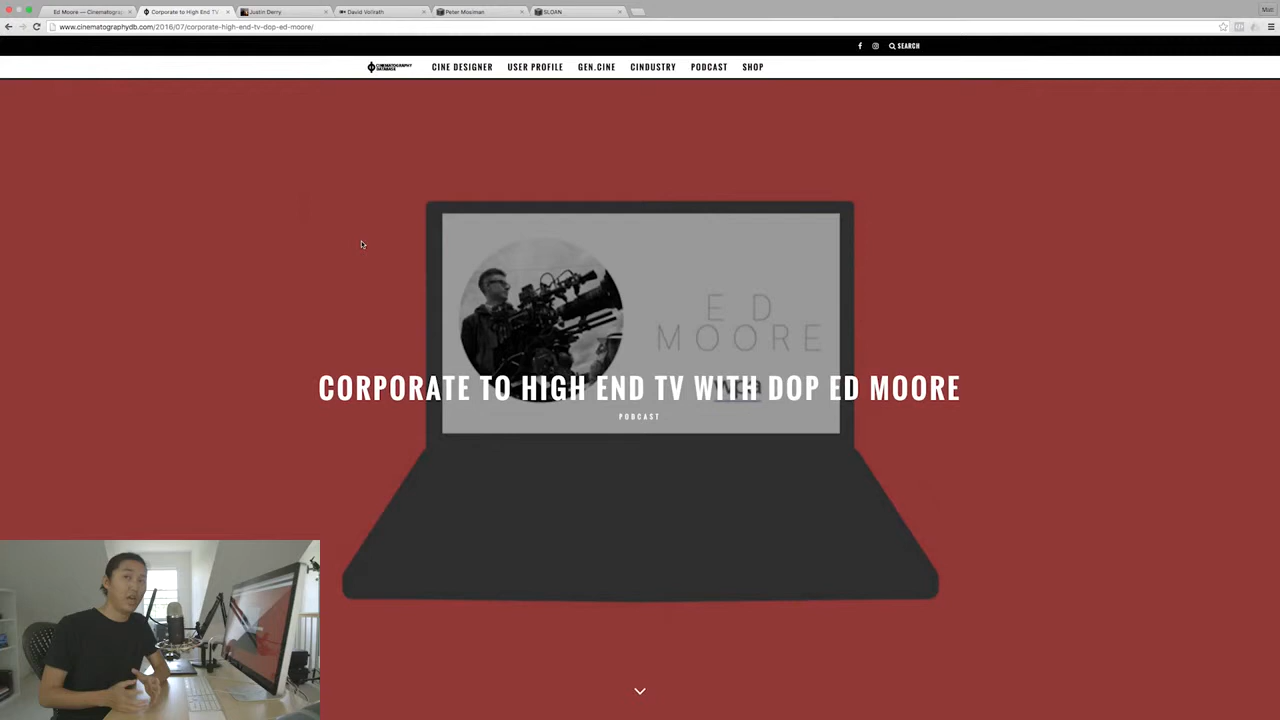 Ed Moore — Cinematograp
Corporate to High End TV
Justin Derry
David Vollrath
Peter Moximan
SLOAN
Matt
www.cinematographydb.com/2016/07/corporate-high-end-tv-dop-ed-moore/
SEARCH
CINEMATOGRAPHY
DATABASE
CINE DESIGNER
USER PROFILE
GEN.CINE
CINDUSTRY
PODCAST
SHOP
ED
MOORE
CORPORATE TO HIGH END TV WITH DOP ED MOORE
PODCAST